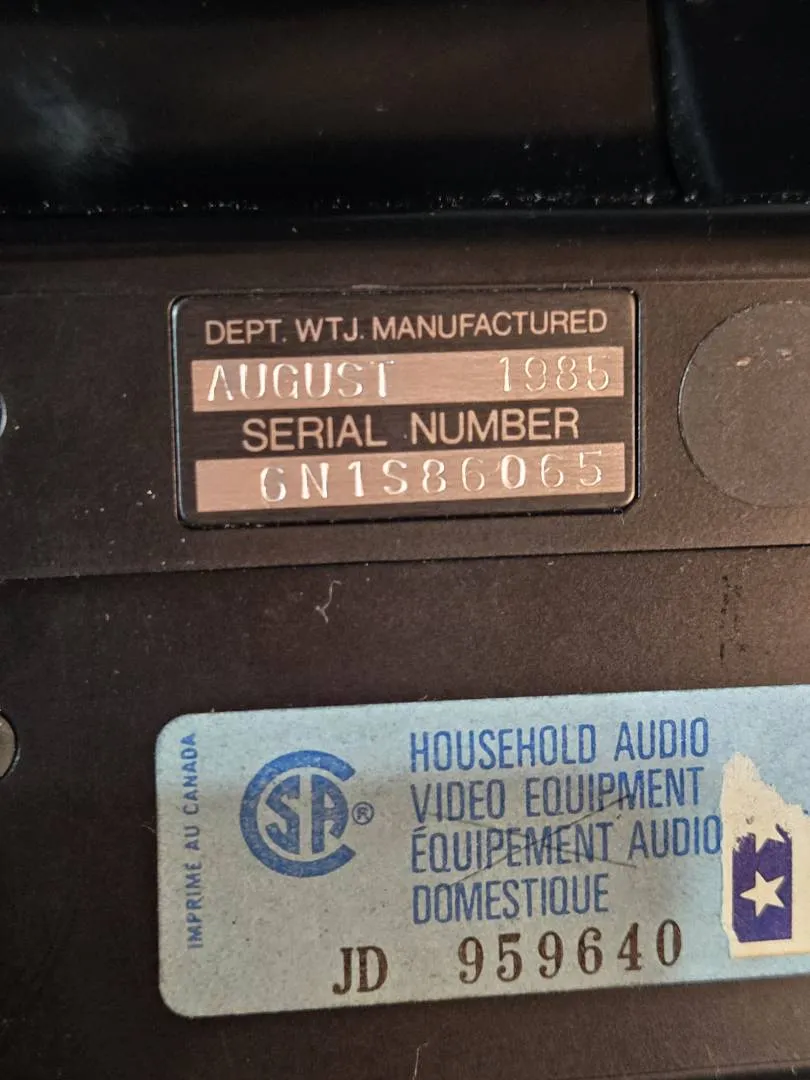 DEPT. WTJ. MANUFACTURED
AUGUST 1985
SERIAL NUMBER
GN1S86065
IMPRIME AU CANADA
CSA®
HOUSEHOLD AUDIO
VIDEO EQUIPMENT
ÉQUIPEMENT AUDIO
DOMESTIQUE
JD 959640